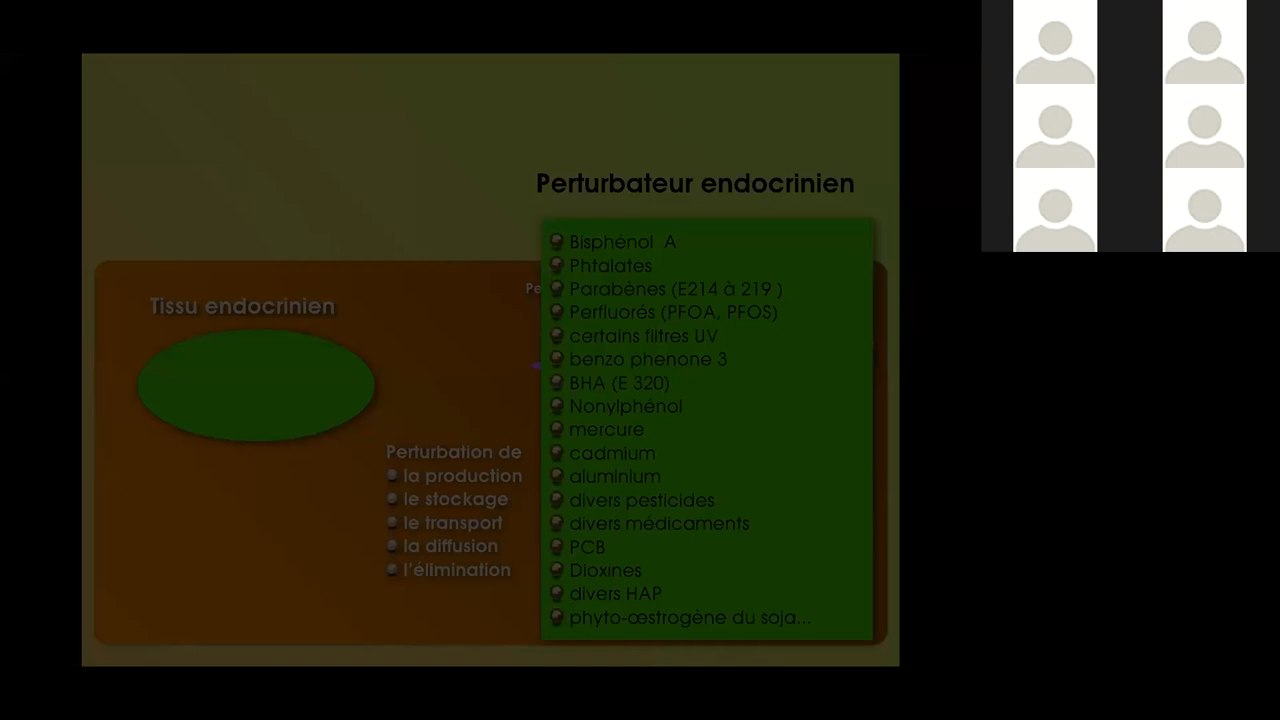 Perturbateur endocrinien
Bisphénol A
Phtalates
Parabènes (E214 à 219 )
Perfluorés (PFOA, PFOS)
certains filtres UV
benzo phenone 3
BHA (E 320)
Nonylphénol
mercure
cadmium
aluminium
divers pesticides
divers médicaments
PCB
Dioxines
divers HAP
phyto-œstrogène du soja...
Tissu endocrinien
Pe
Perturbation de
la production
le stockage
le transport
la diffusion
l'élimination